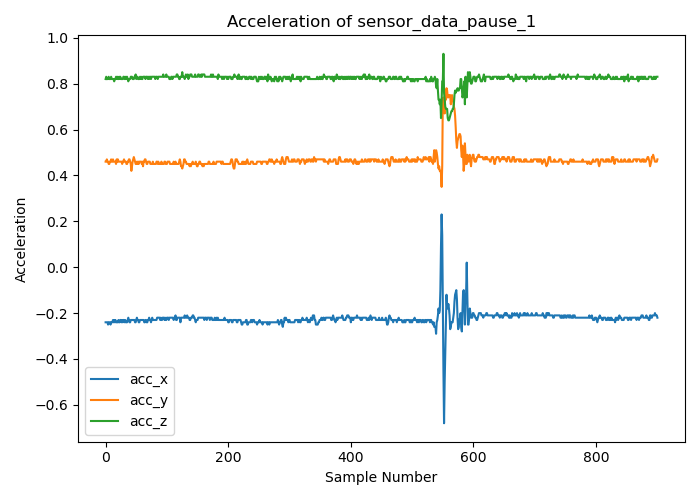 Acceleration of sensor_data_pause_1
1.0
0.8
0.6
0.4
0.2
0.0
−0.2
−0.4
−0.6
Acceleration
acc_x
acc_y
acc_z
0 200 400 600 800
Sample Number